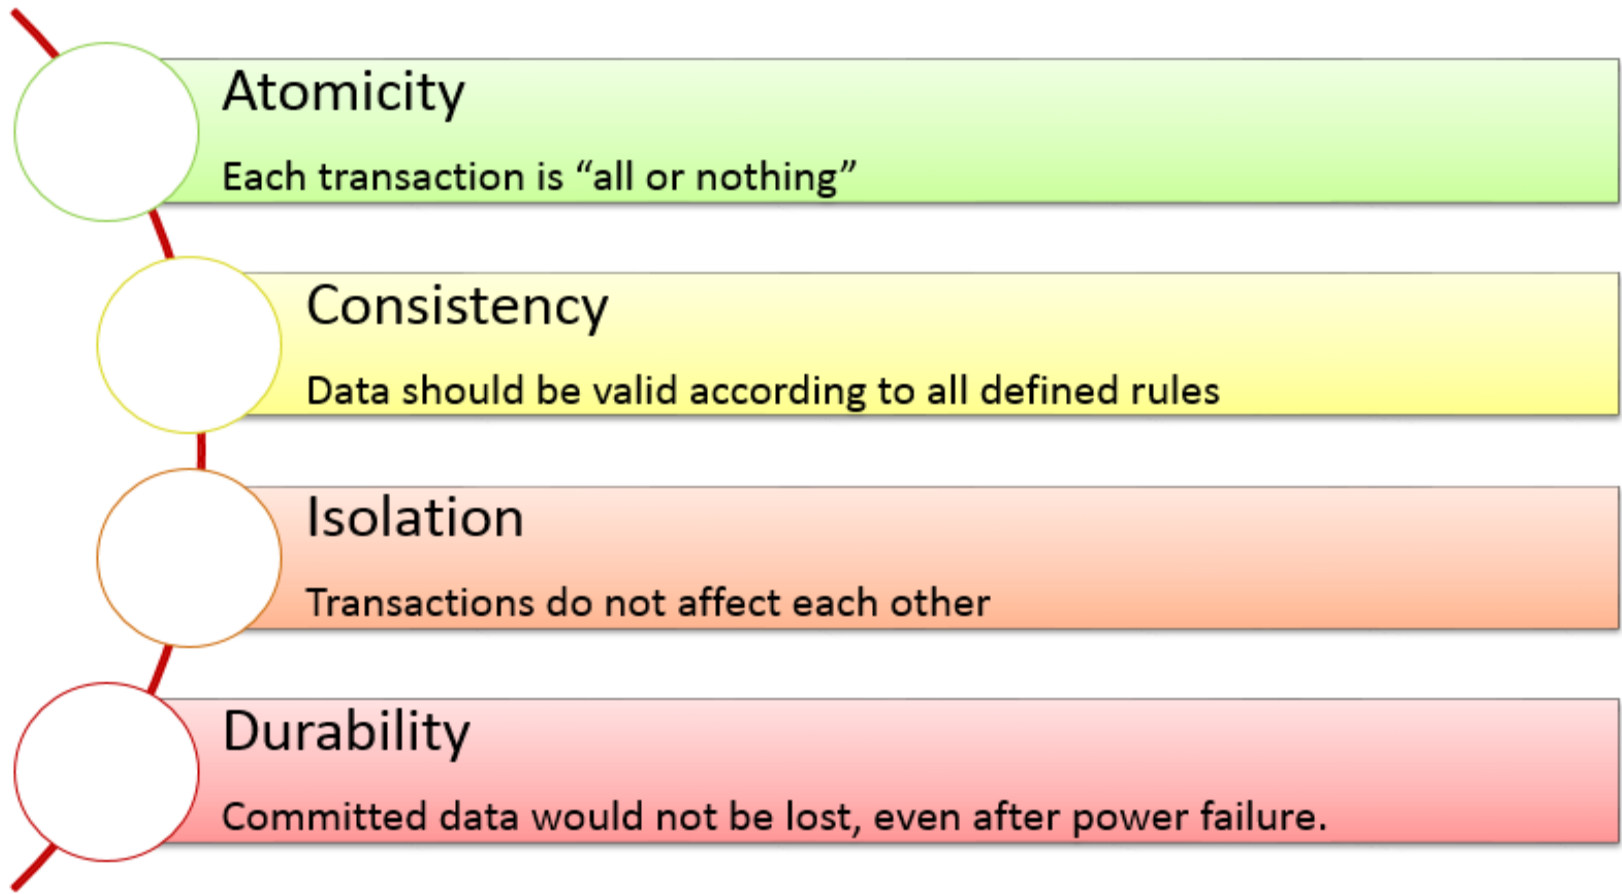 Atomicity
Each transaction is “all or nothing”
Consistency
Data should be valid according to all defined rules
Isolation
Transactions do not affect each other
Durability
Committed data would not be lost, even after power failure.